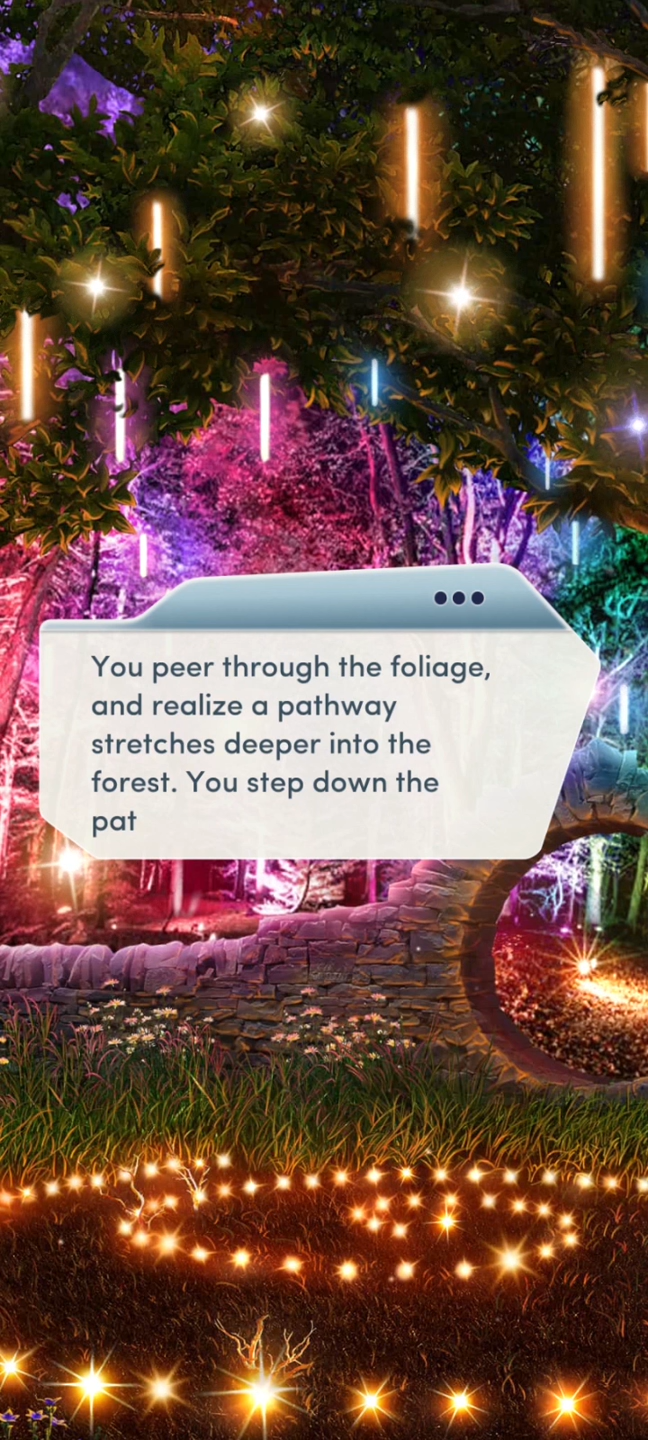 You peer through the foliage,
and realize a pathway
stretches deeper into the
forest. You step down the
pat